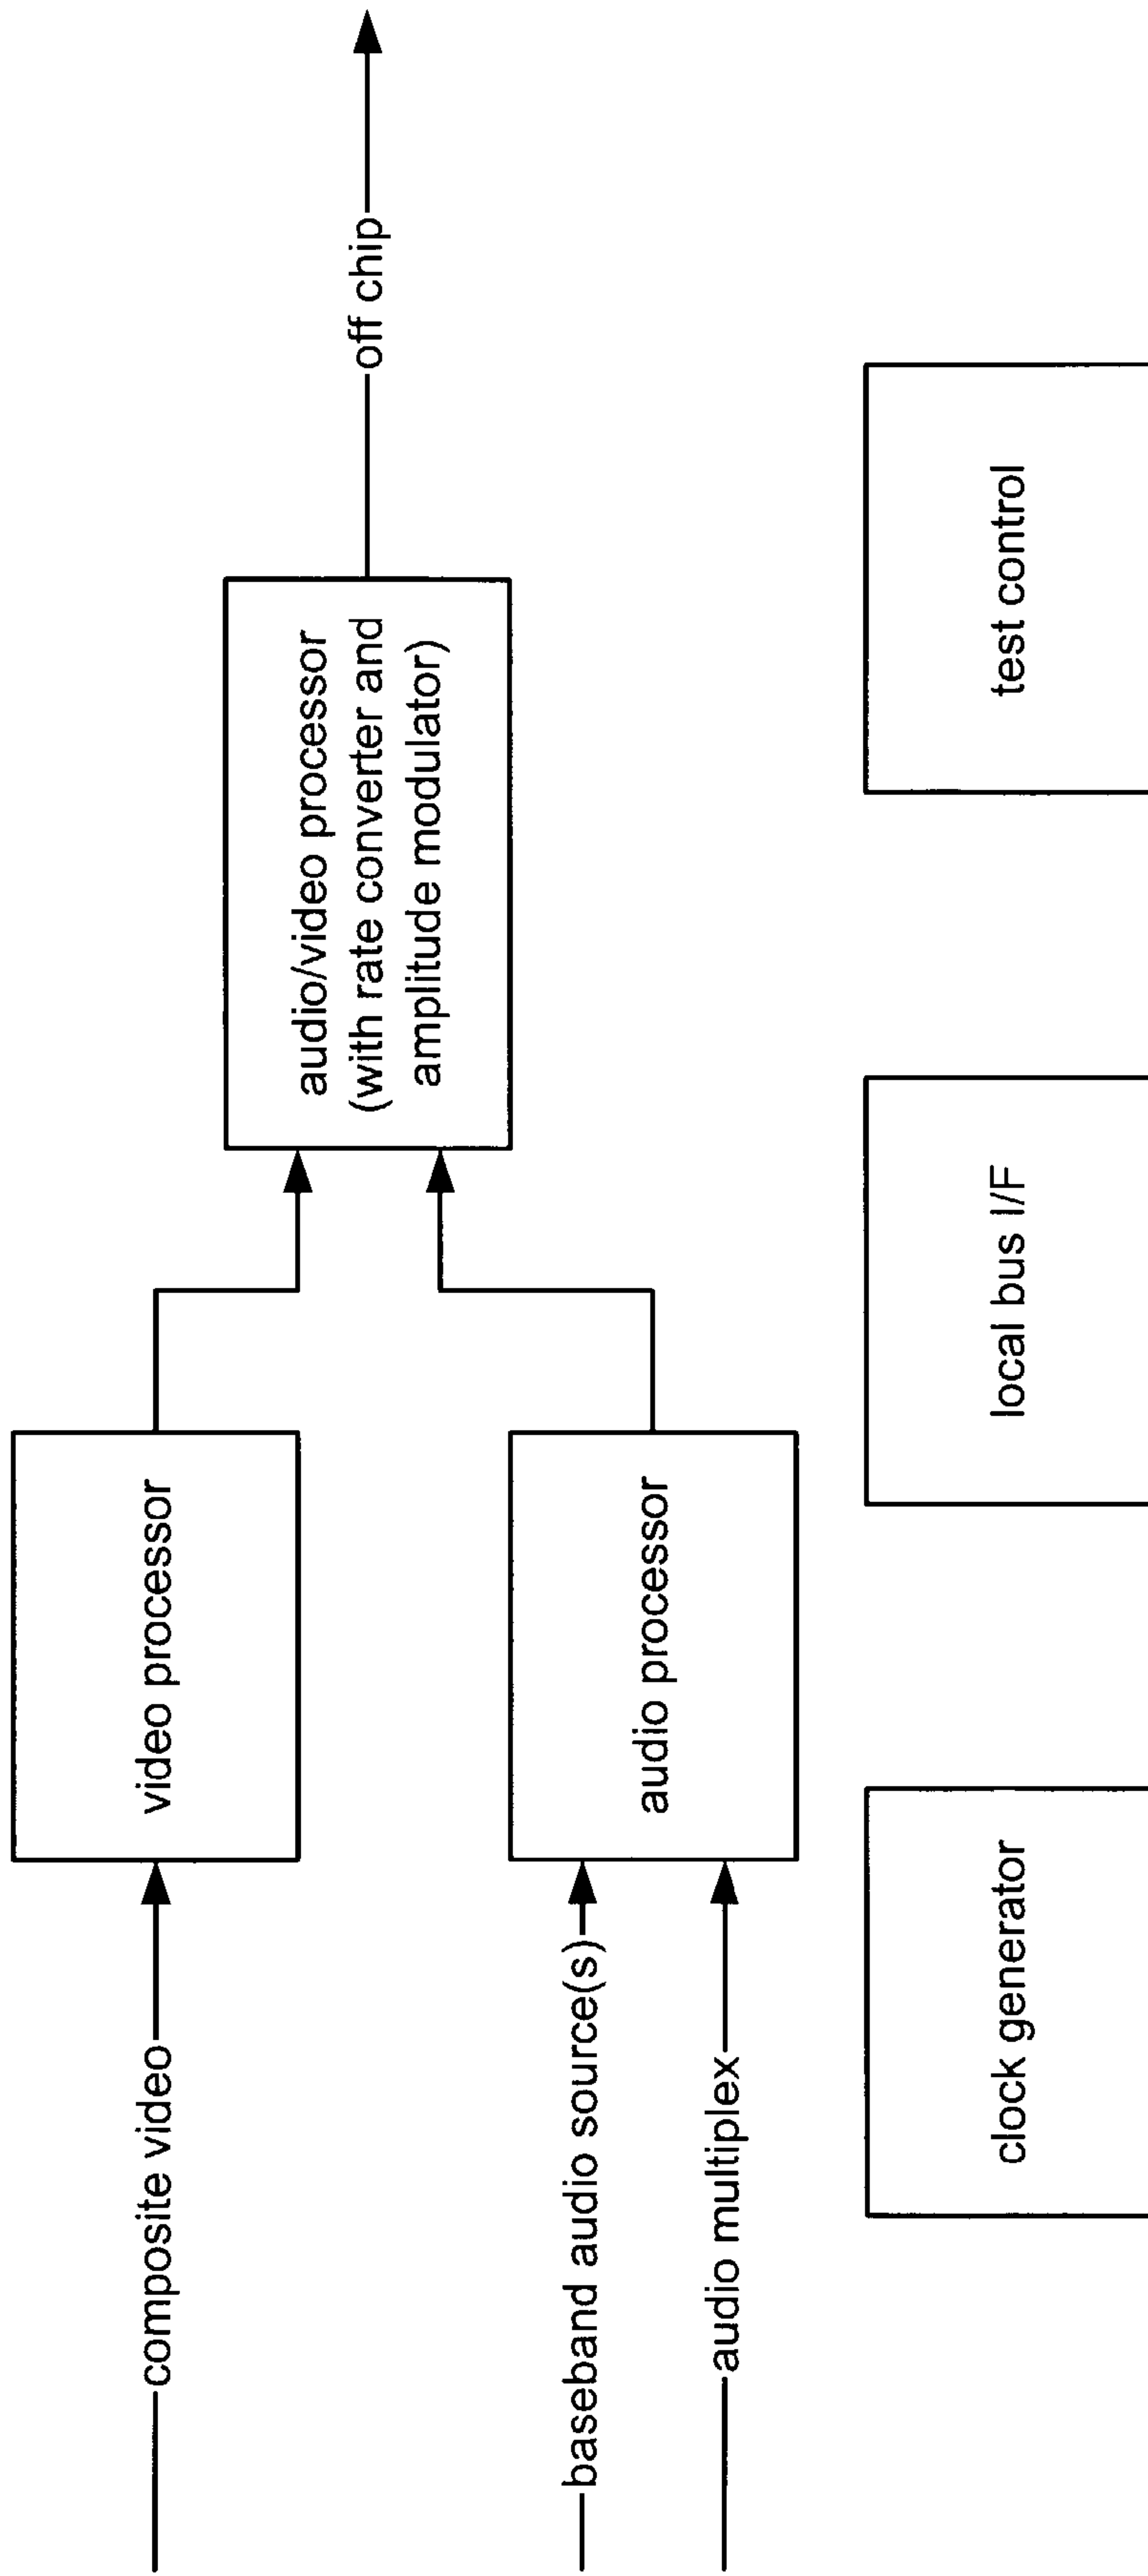 composite video
video processor
baseband audio source(s)
audio multiplex
audio processor
audio/video processor
(with rate converter and
amplitude modulator)
off chip
clock generator
local bus I/F
test control